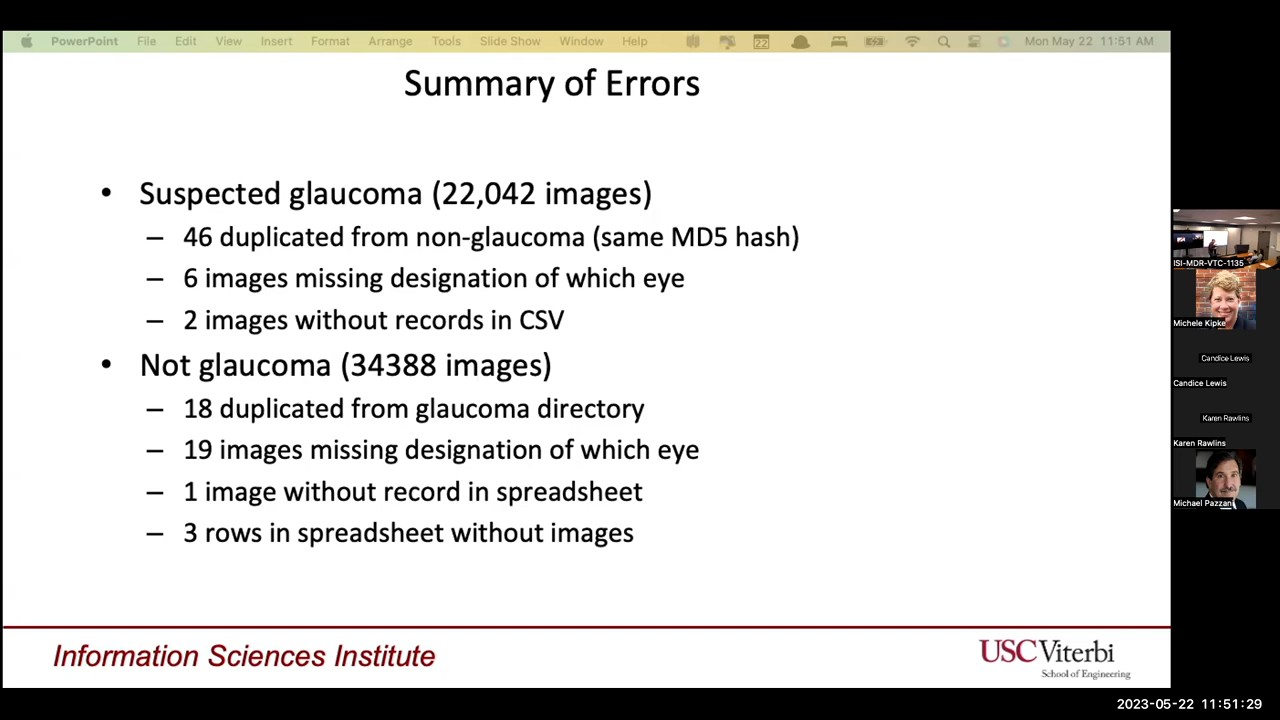 PowerPoint File Edit View Insert Format Arrange Tools Slide Show Window Help 22 Mon May 22 11:51 AM
Summary of Errors
• Suspected glaucoma (22,042 images)
– 46 duplicated from non-glaucoma (same MD5 hash)
– 6 images missing designation of which eye
– 2 images without records in CSV
• Not glaucoma (34388 images)
– 18 duplicated from glaucoma directory
– 19 images missing designation of which eye
– 1 image without record in spreadsheet
– 3 rows in spreadsheet without images
Information Sciences Institute
USC Viterbi
School of Engineering
ISI-MDR-VTC-1135
Michele Kipke
Candice Lewis
Candice Lewis
Karen Rawlins
Karen Rawlins
Michael Pazzani
2023-05-22 11:51:29